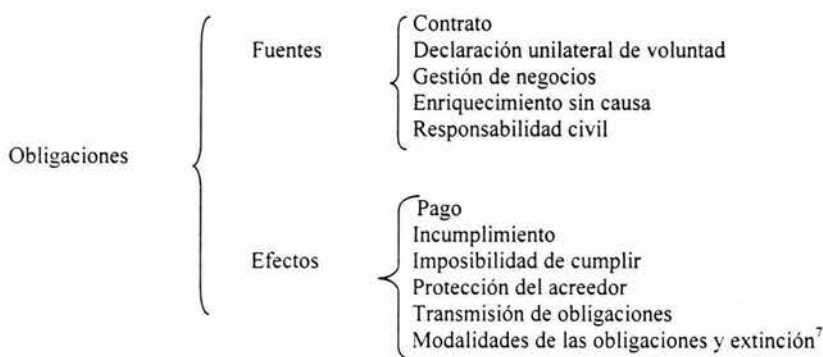 Fuentes
Contrato
Declaración unilateral de voluntad
Gestión de negocios
Enriquecimiento sin causa
Responsabilidad civil
Obligaciones
Efectos
Pago
Incumplimiento
Imposibilidad de cumplir
Protección del acreedor
Transmisión de obligaciones
Modalidades de las obligaciones y extinción⁷